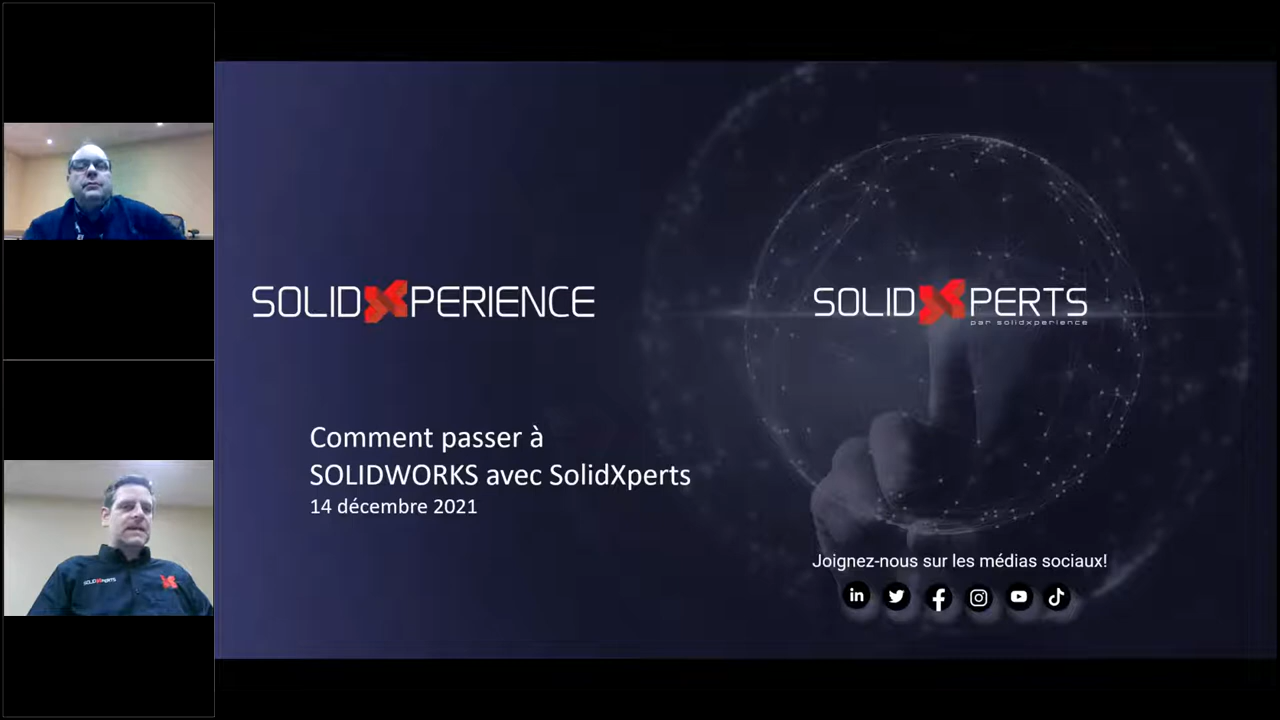 SOLIDXPERIENCE
SOLIDXPERTS
par solidxperience
Comment passer à
SOLIDWORKS avec SolidXperts
14 décembre 2021
Joignez-nous sur les médias sociaux!
in
SOLIDXPERTS